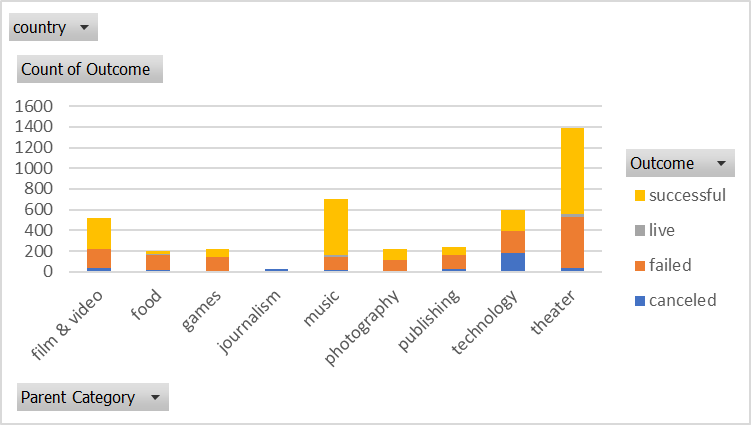 country
Count of Outcome
1600
1400
1200
1000
800
600
400
200
0
film & video
food
games
journalism
music
photography
publishing
technology
theater
Outcome
successful
live
failed
canceled
Parent Category